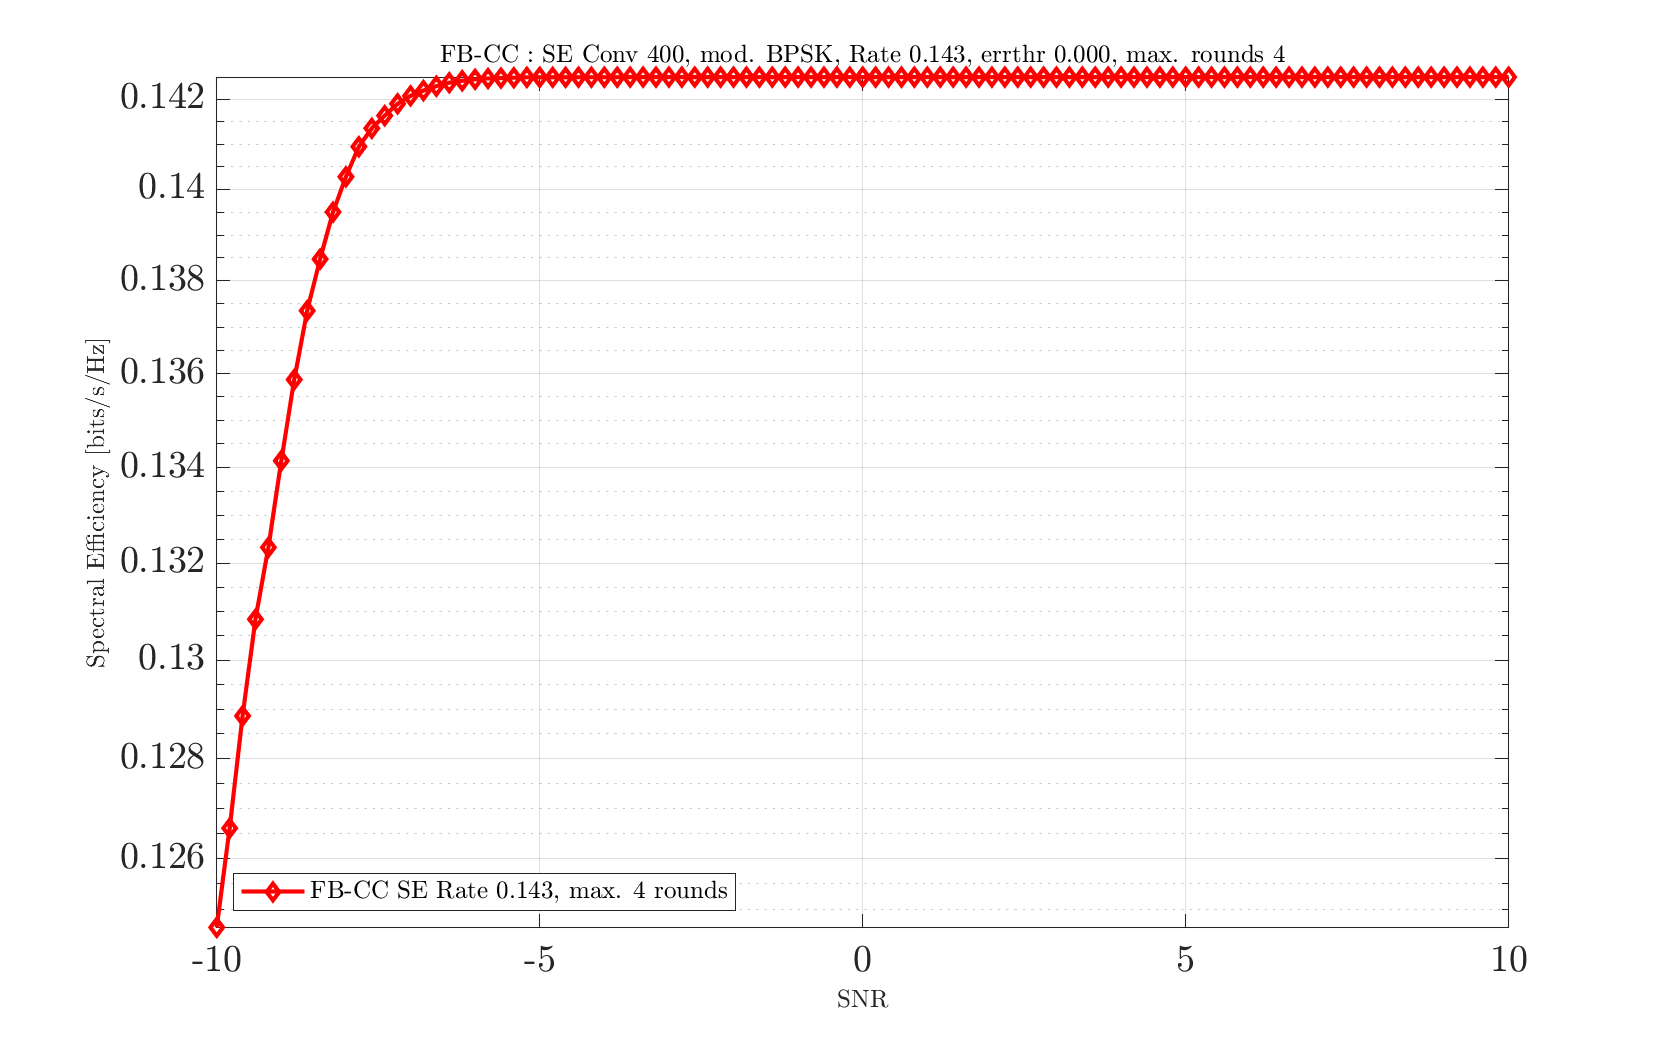 FB-CC : SE Conv 400, mod. BPSK, Rate 0.143, errthr 0.000, max. rounds 4
0.142
0.14
0.138
0.136
0.134
0.132
0.13
0.128
0.126
Spectral Efficiency [bits/s/Hz]
FB-CC SE Rate 0.143, max. 4 rounds
-10 -5 0 5 10
SNR